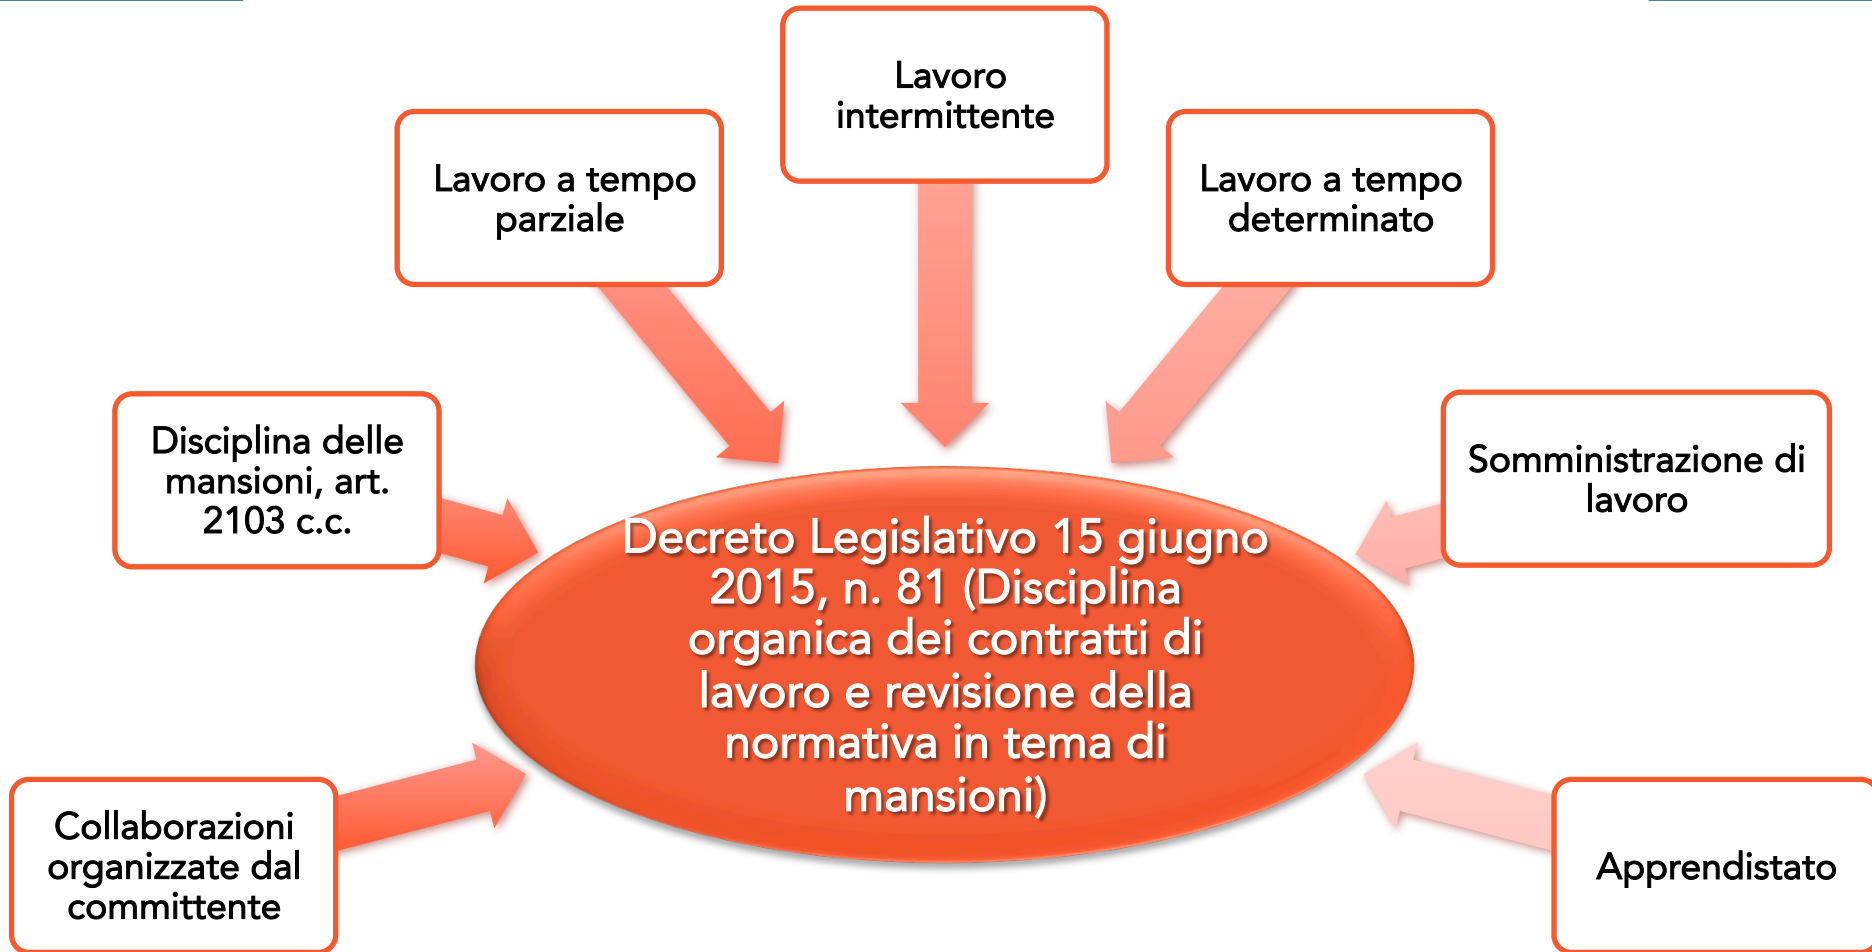 Lavoro
intermittente
Lavoro a tempo
parziale
Lavoro a tempo
determinato
Disciplina delle
mansioni, art.
2103 c.c.
Somministrazione di
lavoro
Decreto Legislativo 15 giugno
2015, n. 81 (Disciplina
organica dei contratti di
lavoro e revisione della
normativa in tema di
mansioni)
Collaborazioni
organizzate dal
committente
Apprendistato